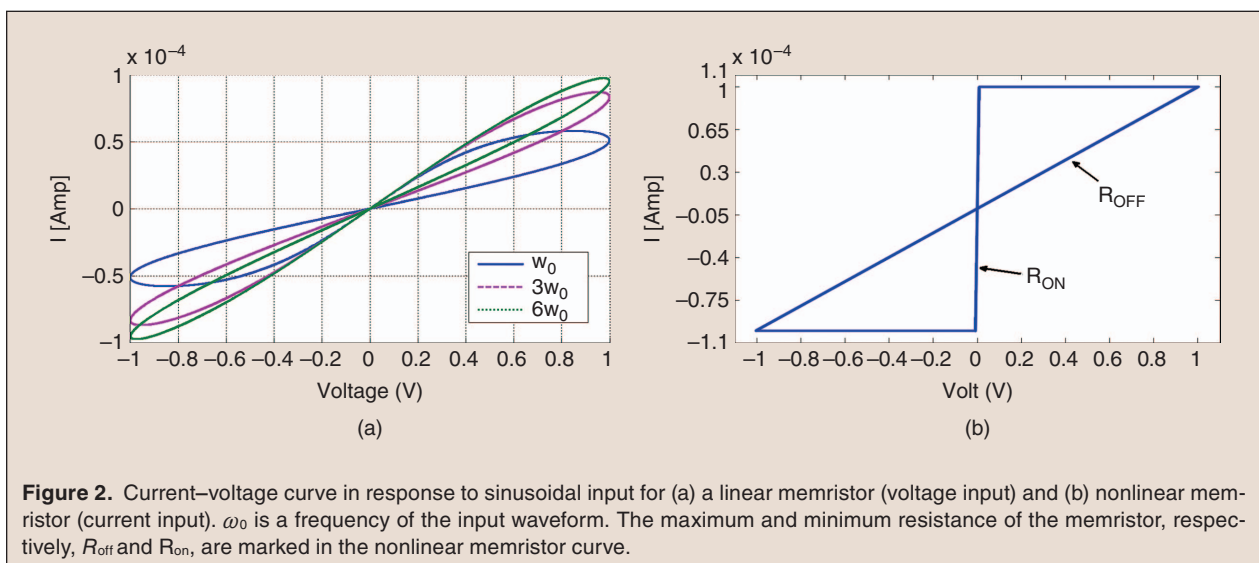 x 10⁻⁴
1
0.5
0
−0.5
−1
I [Amp]
w₀
3w₀
6w₀
−1 −0.8 −0.6 −0.4 −0.2 0 0.2 0.4 0.6 0.8 1
Voltage (V)
(a)
x 10⁻⁴
1.1
1
0.65
0.3
−0.05
−0.4
−0.75
−1.1
I [Amp]
R_OFF
R_ON
−1 −0.8 −0.6 −0.4 −0.2 0 0.2 0.4 0.6 0.8 1
Volt (V)
(b)
Figure 2. Current–voltage curve in response to sinusoidal input for (a) a linear memristor (voltage input) and (b) nonlinear mem-
ristor (current input). ω₀ is a frequency of the input waveform. The maximum and minimum resistance of the memristor, respec-
tively, R_off and R_on, are marked in the nonlinear memristor curve.